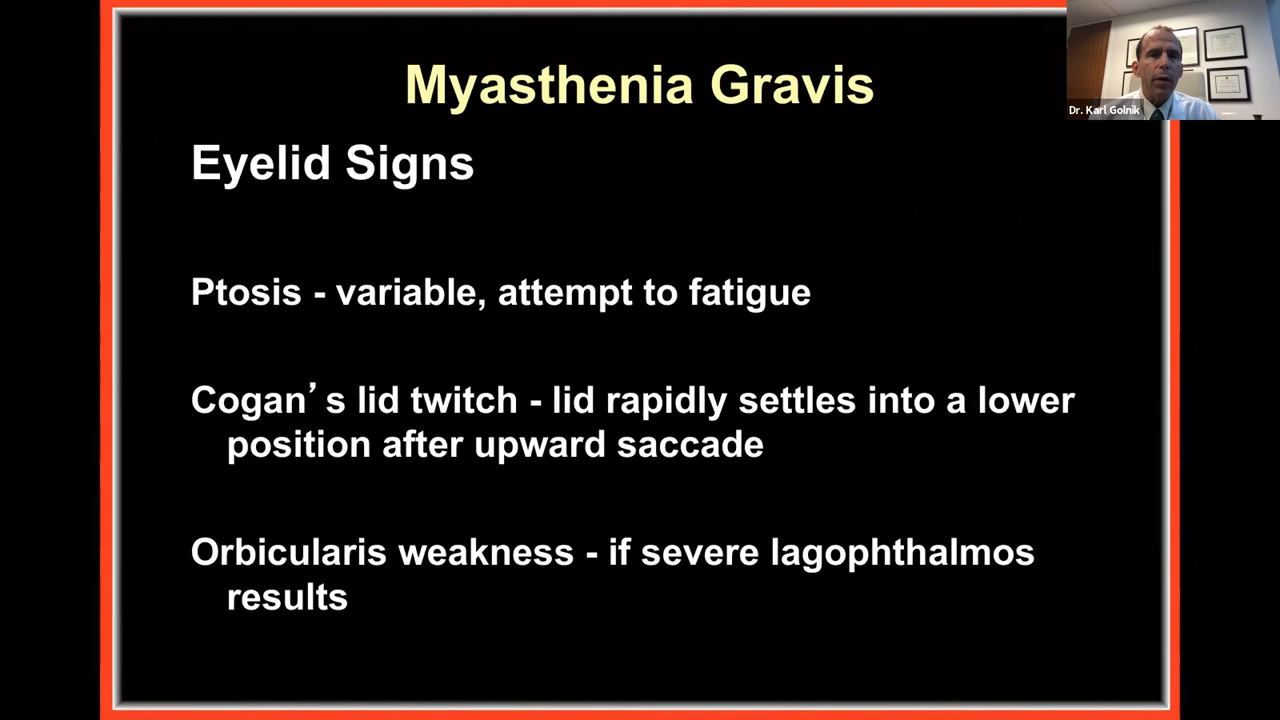 Myasthenia Gravis
Dr. Karl Golnik
Eyelid Signs
Ptosis - variable, attempt to fatigue
Cogan’s lid twitch - lid rapidly settles into a lower
position after upward saccade
Orbicularis weakness - if severe lagophthalmos
results